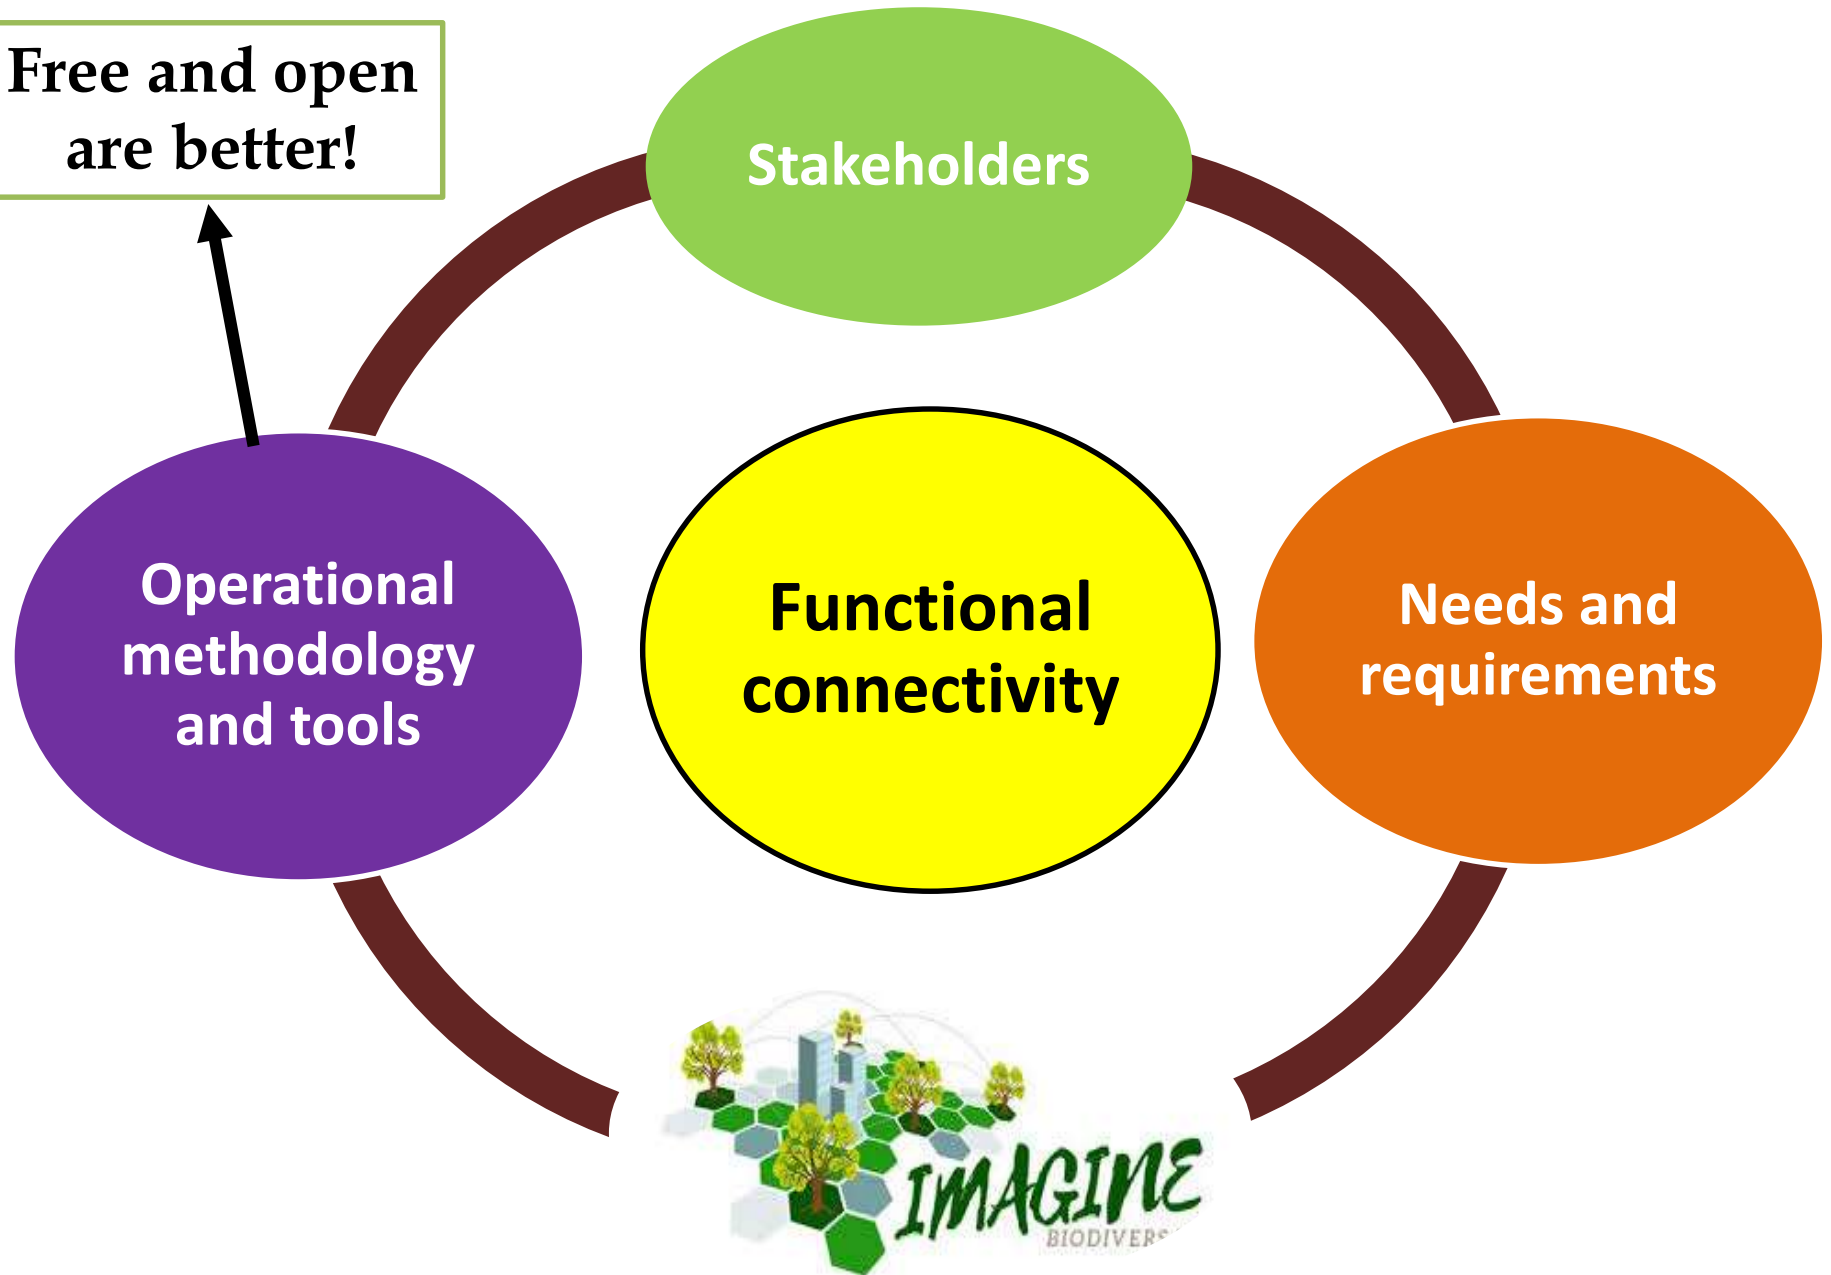 Free and open
are better!
Stakeholders
Operational
methodology
and tools
Functional
connectivity
Needs and
requirements
IMAGINE